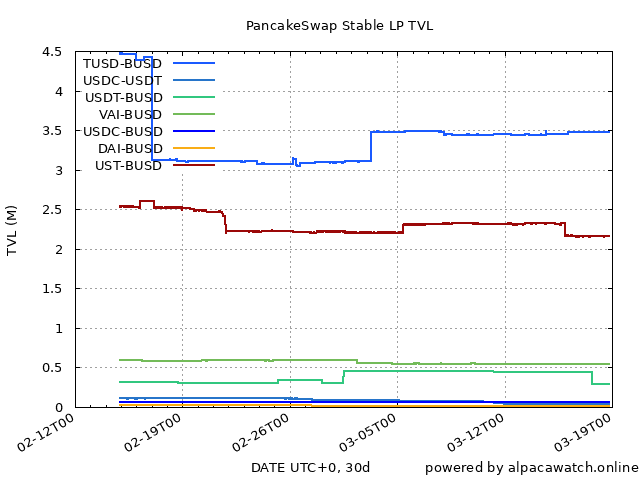 PancakeSwap Stable LP TVL
4.5
4
3.5
3
2.5
2
1.5
1
0.5
0
TVL (M)
TUSD-BUSD
USDC-USDT
USDT-BUSD
VAI-BUSD
USDC-BUSD
DAI-BUSD
UST-BUSD
02-12T00
02-19T00
02-26T00
03-05T00
03-12T00
03-19T00
DATE UTC+0, 30d
powered by alpacawatch.online